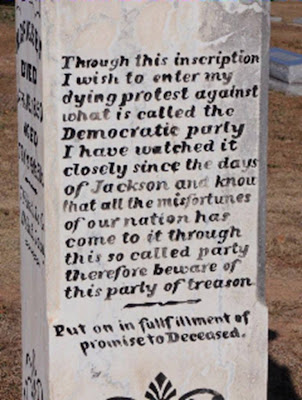 Through this inscription
I wish to enter my
dying protest against
what is called the
Democratic party
I have watched it
closely since the days
of Jackson and know
that all the misfortunes
of our nation has
come to it through
this so called party
therefore beware of
this party of treason
Put on in fullfillment of
promise to Deceased.
DIED
AGED